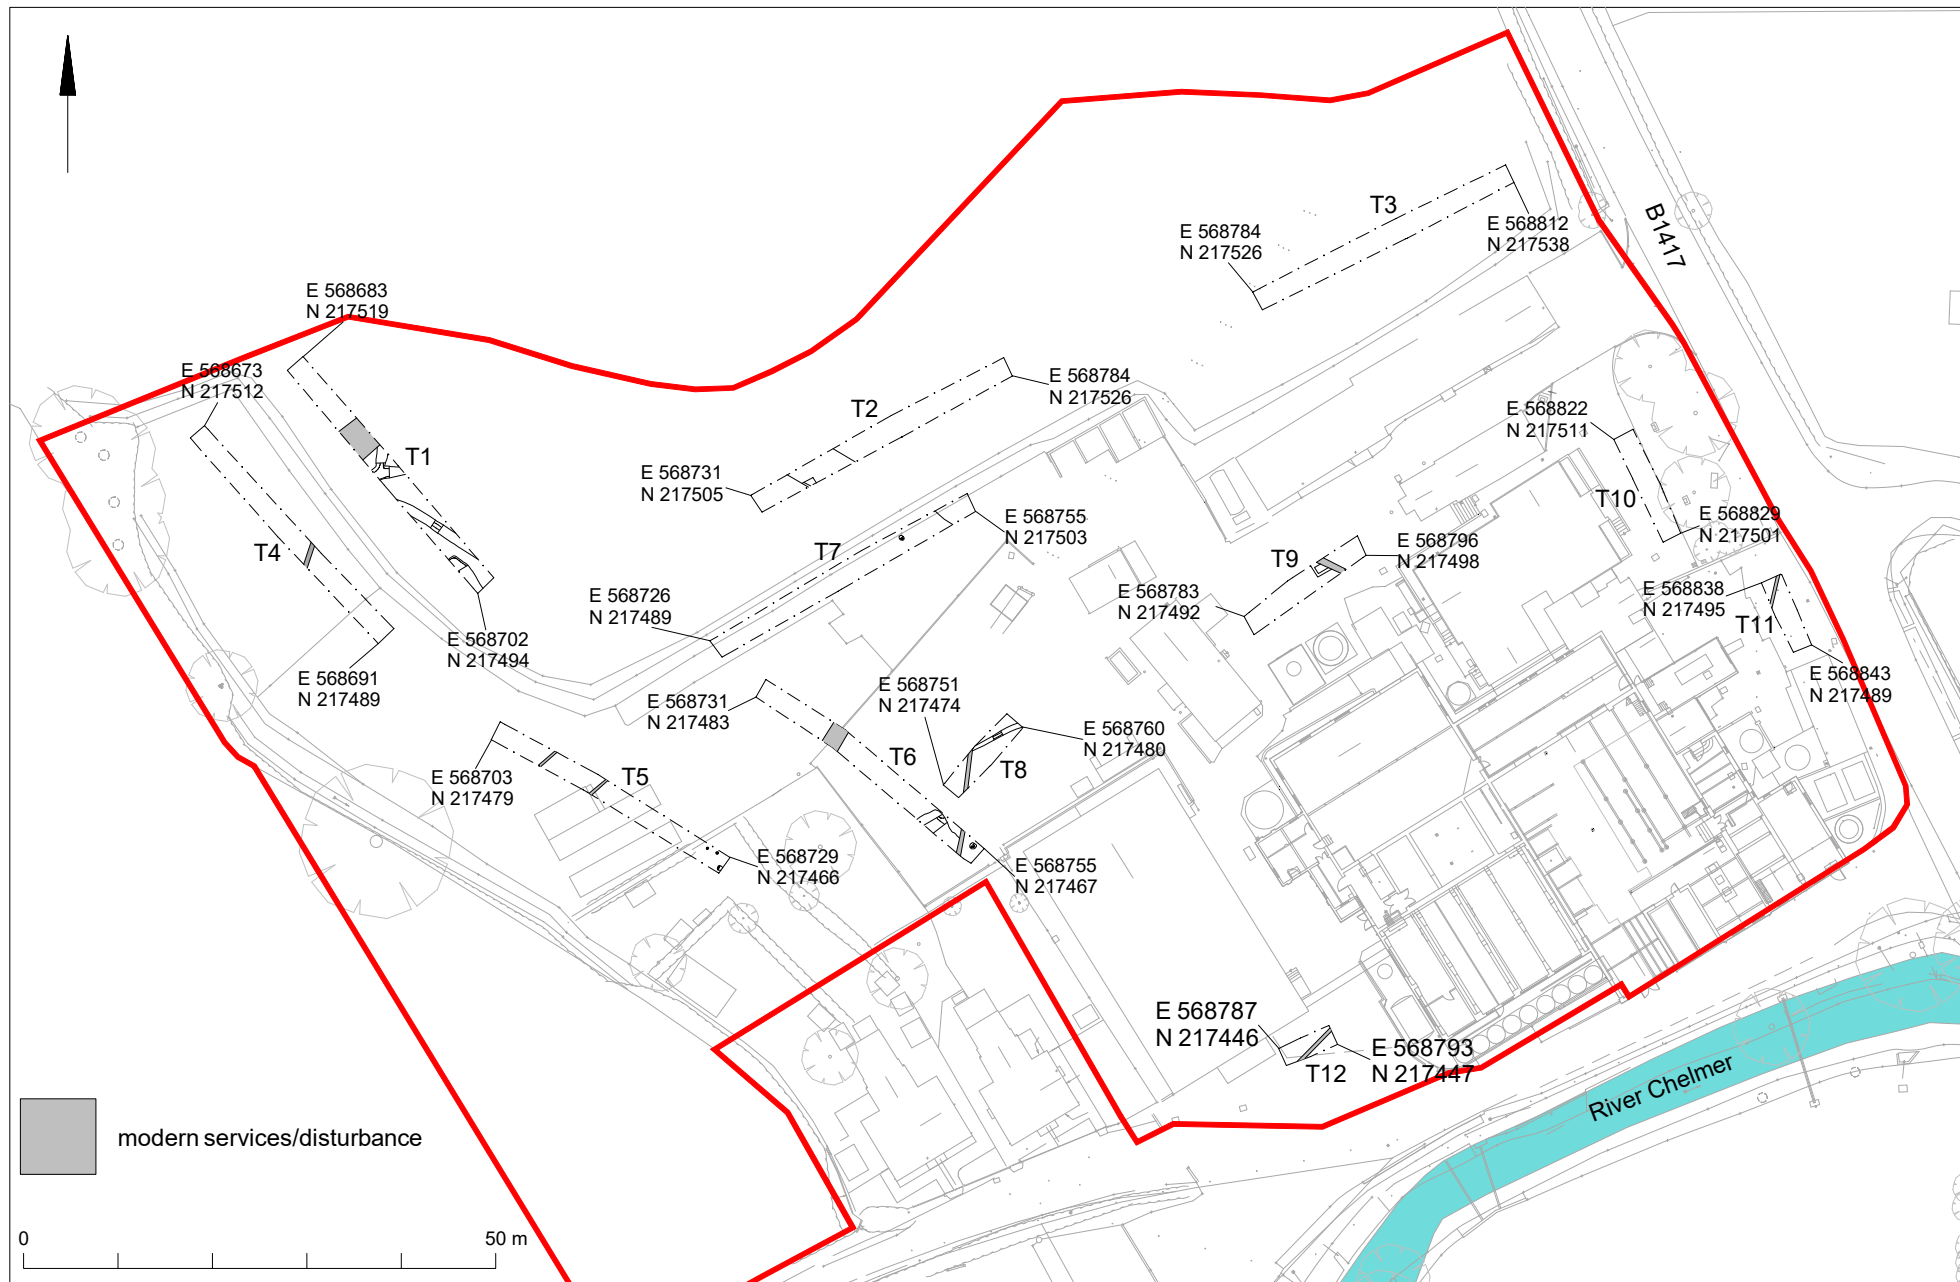 B1417
T3
E 568784
N 217526
E 568812
N 217538
E 568683
N 217519
E 568673
N 217512
T1
T2
E 568784
N 217526
E 568731
N 217505
E 568822
N 217511
T10
E 568829
N 217501
T4
T7
E 568755
N 217503
T9
E 568796
N 217498
E 568783
N 217492
E 568838
N 217495
T11
E 568726
N 217489
E 568702
N 217494
E 568691
N 217489
E 568843
N 217489
E 568731
N 217483
E 568751
N 217474
E 568760
N 217480
T6
T8
E 568703
N 217479
T5
E 568729
N 217466
E 568755
N 217467
E 568787
N 217446
T12
E 568793
N 217447
River Chelmer
modern services/disturbance
0
50 m